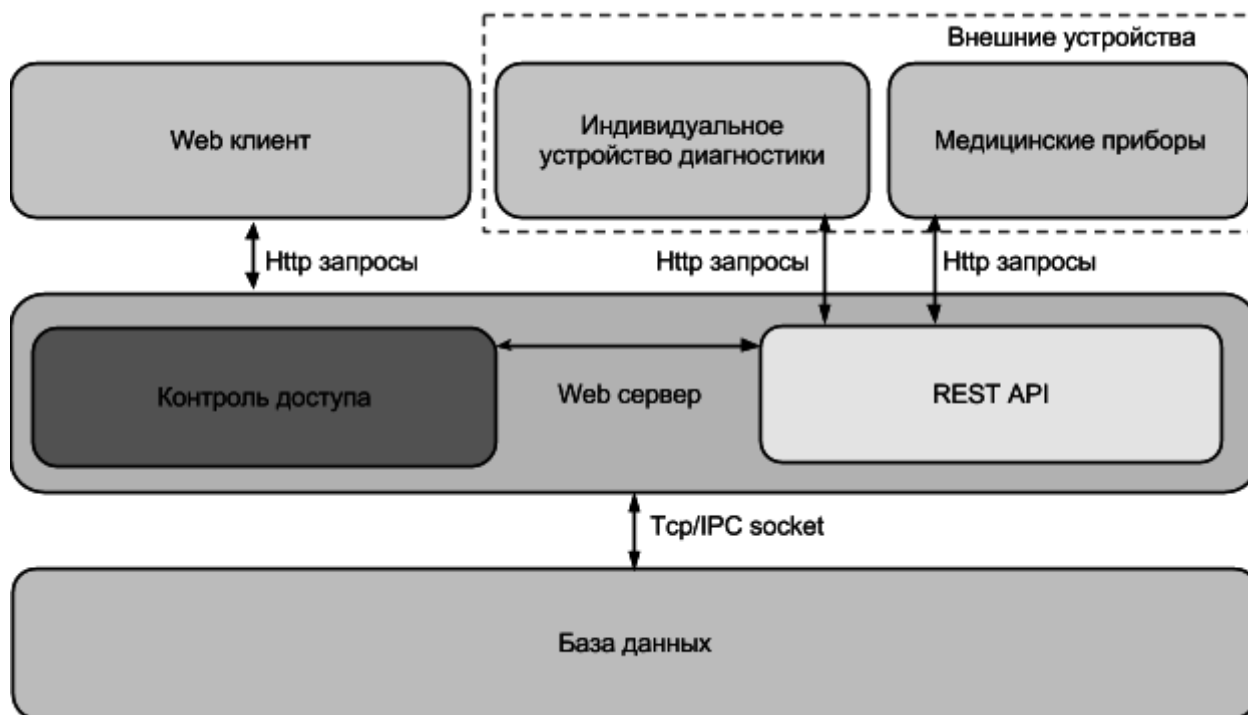 Внешние устройства
Web клиент
Индивидуальное
устройство диагностики
Медицинские приборы
Http запросы
Http запросы
Http запросы
Контроль доступа
Web сервер
REST API
Tcp/IPC socket
База данных